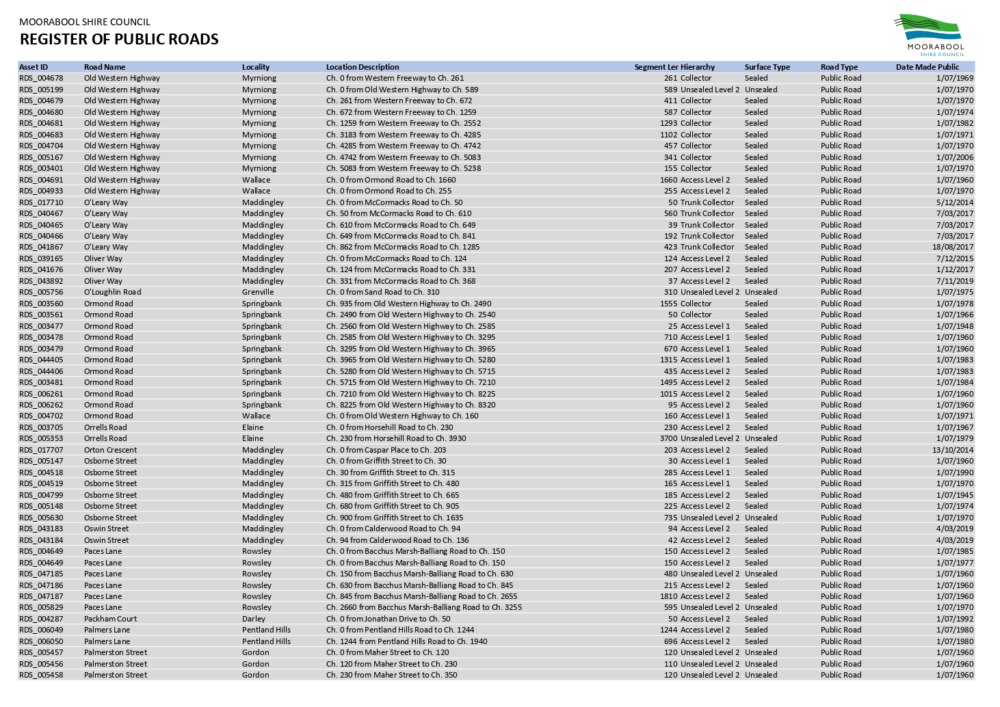 MOORABOOL SHIRE COUNCIL
REGISTER OF PUBLIC ROADS
MOORABOOL
SHIRE COUNCIL
Asset ID Road Name Locality Location Description Segment Len Hierarchy Surface Type Road Type Date Made Public
RDS_004678 Old Western Highway Myrniong Ch. 0 from Western Freeway to Ch. 261 261 Collector Sealed Public Road 1/07/1969
RDS_005199 Old Western Highway Myrniong Ch. 0 from Old Western Highway to Ch. 589 589 Unsealed Level 2 Unsealed Public Road 1/07/1970
RDS_004679 Old Western Highway Myrniong Ch. 261 from Western Freeway to Ch. 672 411 Collector Sealed Public Road 1/07/1970
RDS_004680 Old Western Highway Myrniong Ch. 672 from Western Freeway to Ch. 1259 587 Collector Sealed Public Road 1/07/1974
RDS_004681 Old Western Highway Myrniong Ch. 1259 from Western Freeway to Ch. 2552 1293 Collector Sealed Public Road 1/07/1982
RDS_004683 Old Western Highway Myrniong Ch. 3183 from Western Freeway to Ch. 4285 1102 Collector Sealed Public Road 1/07/1971
RDS_004704 Old Western Highway Myrniong Ch. 4285 from Western Freeway to Ch. 4742 457 Collector Sealed Public Road 1/07/1970
RDS_005167 Old Western Highway Myrniong Ch. 4742 from Western Freeway to Ch. 5083 341 Collector Sealed Public Road 1/07/2006
RDS_003401 Old Western Highway Myrniong Ch. 5083 from Western Freeway to Ch. 5238 155 Collector Sealed Public Road 1/07/1970
RDS_004691 Old Western Highway Wallace Ch. 0 from Ormond Road to Ch. 1660 1660 Access Level 2 Sealed Public Road 1/07/1960
RDS_004933 Old Western Highway Wallace Ch. 0 from Ormond Road to Ch. 255 255 Access Level 2 Sealed Public Road 1/07/1970
RDS_017710 O'Leary Way Maddingley Ch. 0 from McCormacks Road to Ch. 50 50 Trunk Collector Sealed Public Road 5/12/2014
RDS_040467 O'Leary Way Maddingley Ch. 50 from McCormacks Road to Ch. 610 560 Trunk Collector Sealed Public Road 7/03/2017
RDS_040465 O'Leary Way Maddingley Ch. 610 from McCormacks Road to Ch. 649 39 Trunk Collector Sealed Public Road 7/03/2017
RDS_040466 O'Leary Way Maddingley Ch. 649 from McCormacks Road to Ch. 841 192 Trunk Collector Sealed Public Road 7/03/2017
RDS_041867 O'Leary Way Maddingley Ch. 862 from McCormacks Road to Ch. 1285 423 Trunk Collector Sealed Public Road 18/08/2017
RDS_039165 Oliver Way Maddingley Ch. 0 from McCormacks Road to Ch. 124 124 Access Level 2 Sealed Public Road 7/12/2015
RDS_041676 Oliver Way Maddingley Ch. 124 from McCormacks Road to Ch. 331 207 Access Level 2 Sealed Public Road 1/12/2017
RDS_043892 Oliver Way Maddingley Ch. 331 from McCormacks Road to Ch. 368 37 Access Level 2 Sealed Public Road 7/11/2019
RDS_005756 O'Loughlin Road Grenville Ch. 0 from Sand Road to Ch. 310 310 Unsealed Level 2 Unsealed Public Road 1/07/1975
RDS_003560 Ormond Road Springbank Ch. 935 from Old Western Highway to Ch. 2490 1555 Collector Sealed Public Road 1/07/1978
RDS_003561 Ormond Road Springbank Ch. 2490 from Old Western Highway to Ch. 2540 50 Collector Sealed Public Road 1/07/1966
RDS_003477 Ormond Road Springbank Ch. 2560 from Old Western Highway to Ch. 2585 25 Access Level 1 Sealed Public Road 1/07/1948
RDS_003478 Ormond Road Springbank Ch. 2585 from Old Western Highway to Ch. 3295 710 Access Level 1 Sealed Public Road 1/07/1960
RDS_003479 Ormond Road Springbank Ch. 3295 from Old Western Highway to Ch. 3965 670 Access Level 1 Sealed Public Road 1/07/1960
RDS_044405 Ormond Road Springbank Ch. 3965 from Old Western Highway to Ch. 5280 1315 Access Level 1 Sealed Public Road 1/07/1983
RDS_044406 Ormond Road Springbank Ch. 5280 from Old Western Highway to Ch. 5715 435 Access Level 2 Sealed Public Road 1/07/1983
RDS_003481 Ormond Road Springbank Ch. 5715 from Old Western Highway to Ch. 7210 1495 Access Level 2 Sealed Public Road 1/07/1984
RDS_006261 Ormond Road Springbank Ch. 7210 from Old Western Highway to Ch. 8225 1015 Access Level 2 Sealed Public Road 1/07/1960
RDS_006262 Ormond Road Springbank Ch. 8225 from Old Western Highway to Ch. 8320 95 Access Level 2 Sealed Public Road 1/07/1960
RDS_004702 Ormond Road Wallace Ch. 0 from Old Western Highway to Ch. 160 160 Access Level 1 Sealed Public Road 1/07/1971
RDS_003705 Orrells Road Elaine Ch. 0 from Horsehill Road to Ch. 230 230 Access Level 2 Sealed Public Road 1/07/1967
RDS_005353 Orrells Road Elaine Ch. 230 from Horsehill Road to Ch. 3930 3700 Unsealed Level 2 Unsealed Public Road 1/07/1979
RDS_017707 Orton Crescent Maddingley Ch. 0 from Caspar Place to Ch. 203 203 Access Level 2 Sealed Public Road 13/10/2014
RDS_005147 Osborne Street Maddingley Ch. 0 from Griffith Street to Ch. 30 30 Access Level 1 Sealed Public Road 1/07/1960
RDS_004518 Osborne Street Maddingley Ch. 30 from Griffith Street to Ch. 315 285 Access Level 1 Sealed Public Road 1/07/1990
RDS_004519 Osborne Street Maddingley Ch. 315 from Griffith Street to Ch. 480 165 Access Level 1 Sealed Public Road 1/07/1970
RDS_004799 Osborne Street Maddingley Ch. 480 from Griffith Street to Ch. 665 185 Access Level 2 Sealed Public Road 1/07/1945
RDS_005148 Osborne Street Maddingley Ch. 680 from Griffith Street to Ch. 905 225 Access Level 2 Sealed Public Road 1/07/1974
RDS_005630 Osborne Street Maddingley Ch. 900 from Griffith Street to Ch. 1635 735 Unsealed Level 2 Unsealed Public Road 1/07/1970
RDS_043183 Oswin Street Maddingley Ch. 0 from Calderwood Road to Ch. 94 94 Access Level 2 Sealed Public Road 4/03/2019
RDS_043184 Oswin Street Maddingley Ch. 94 from Calderwood Road to Ch. 136 42 Access Level 2 Sealed Public Road 4/03/2019
RDS_004649 Paces Lane Rowsley Ch. 0 from Bacchus Marsh-Balliang Road to Ch. 150 150 Access Level 2 Sealed Public Road 1/07/1985
RDS_004649 Paces Lane Rowsley Ch. 0 from Bacchus Marsh-Balliang Road to Ch. 150 150 Access Level 2 Sealed Public Road 1/07/1977
RDS_047185 Paces Lane Rowsley Ch. 150 from Bacchus Marsh-Balliang Road to Ch. 630 480 Unsealed Level 2 Unsealed Public Road 1/07/1960
RDS_047186 Paces Lane Rowsley Ch. 630 from Bacchus Marsh-Balliang Road to Ch. 845 215 Access Level 2 Sealed Public Road 1/07/1960
RDS_047187 Paces Lane Rowsley Ch. 845 from Bacchus Marsh-Balliang Road to Ch. 2655 1810 Access Level 2 Sealed Public Road 1/07/1960
RDS_005829 Paces Lane Rowsley Ch. 2660 from Bacchus Marsh-Balliang Road to Ch. 3255 595 Unsealed Level 2 Unsealed Public Road 1/07/1970
RDS_004287 Packham Court Darley Ch. 0 from Jonathan Drive to Ch. 50 50 Access Level 2 Sealed Public Road 1/07/1992
RDS_006049 Palmers Lane Pentland Hills Ch. 0 from Pentland Hills Road to Ch. 1244 1244 Access Level 2 Sealed Public Road 1/07/1980
RDS_006050 Palmers Lane Pentland Hills Ch. 1244 from Pentland Hills Road to Ch. 1940 696 Access Level 2 Sealed Public Road 1/07/1980
RDS_005457 Palmerston Street Gordon Ch. 0 from Maher Street to Ch. 120 120 Unsealed Level 2 Unsealed Public Road 1/07/1960
RDS_005456 Palmerston Street Gordon Ch. 120 from Maher Street to Ch. 230 110 Unsealed Level 2 Unsealed Public Road 1/07/1960
RDS_005458 Palmerston Street Gordon Ch. 230 from Maher Street to Ch. 350 120 Unsealed Level 2 Unsealed Public Road 1/07/1960